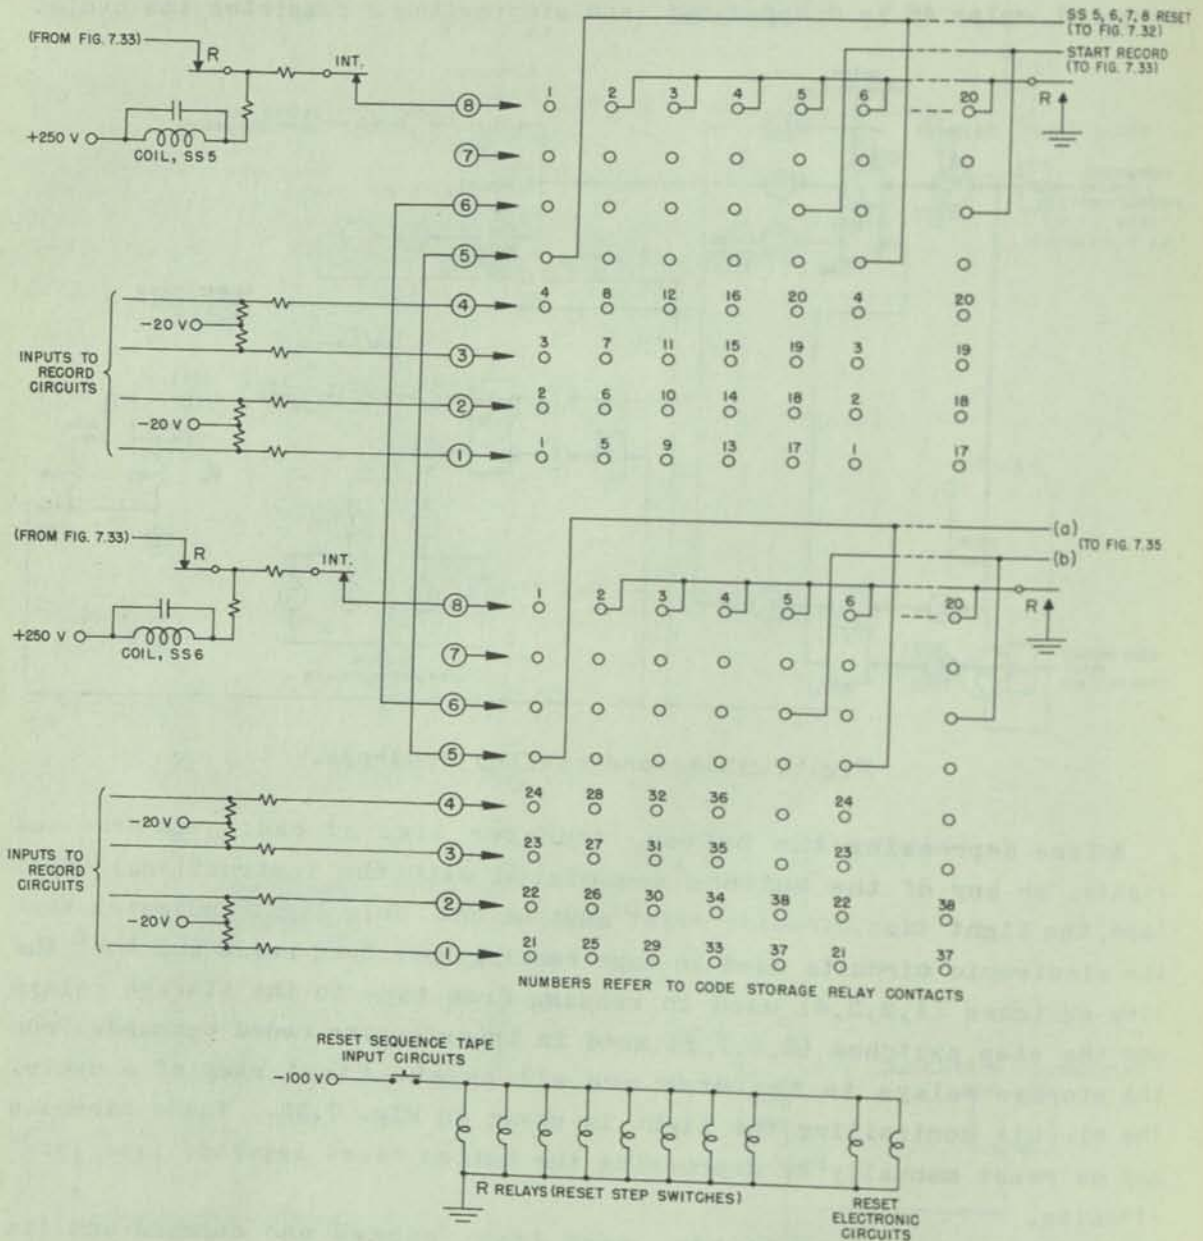 SS 5, 6, 7, 8 RESET
(TO FIG. 7.32)
START RECORD
(TO FIG. 7.33)
(FROM FIG. 7.33)
R
INT.
+250 V
COIL, SS 5
8
1 2 3 4 5 6 20
R
7
6
5
4
4 8 12 16 20 4 20
-20 V
INPUTS TO
RECORD
CIRCUITS
3
3 7 11 15 19 3 19
2
2 6 10 14 18 2 18
-20 V
1
1 5 9 13 17 1 17
(a)
(TO FIG. 7.35
(b)
(FROM FIG. 7.33)
R
INT.
+250 V
COIL, SS 6
8
1 2 3 4 5 6 20
R
7
6
5
4
24 28 32 36 24
-20 V
INPUTS TO
RECORD
CIRCUITS
3
23 27 31 35 23
2
22 26 30 34 38 22 38
-20 V
1
21 25 29 33 37 21 37
NUMBERS REFER TO CODE STORAGE RELAY CONTACTS
RESET SEQUENCE TAPE
INPUT CIRCUITS
-100 V
R RELAYS (RESET STEP SWITCHES)
RESET
ELECTRONIC
CIRCUITS